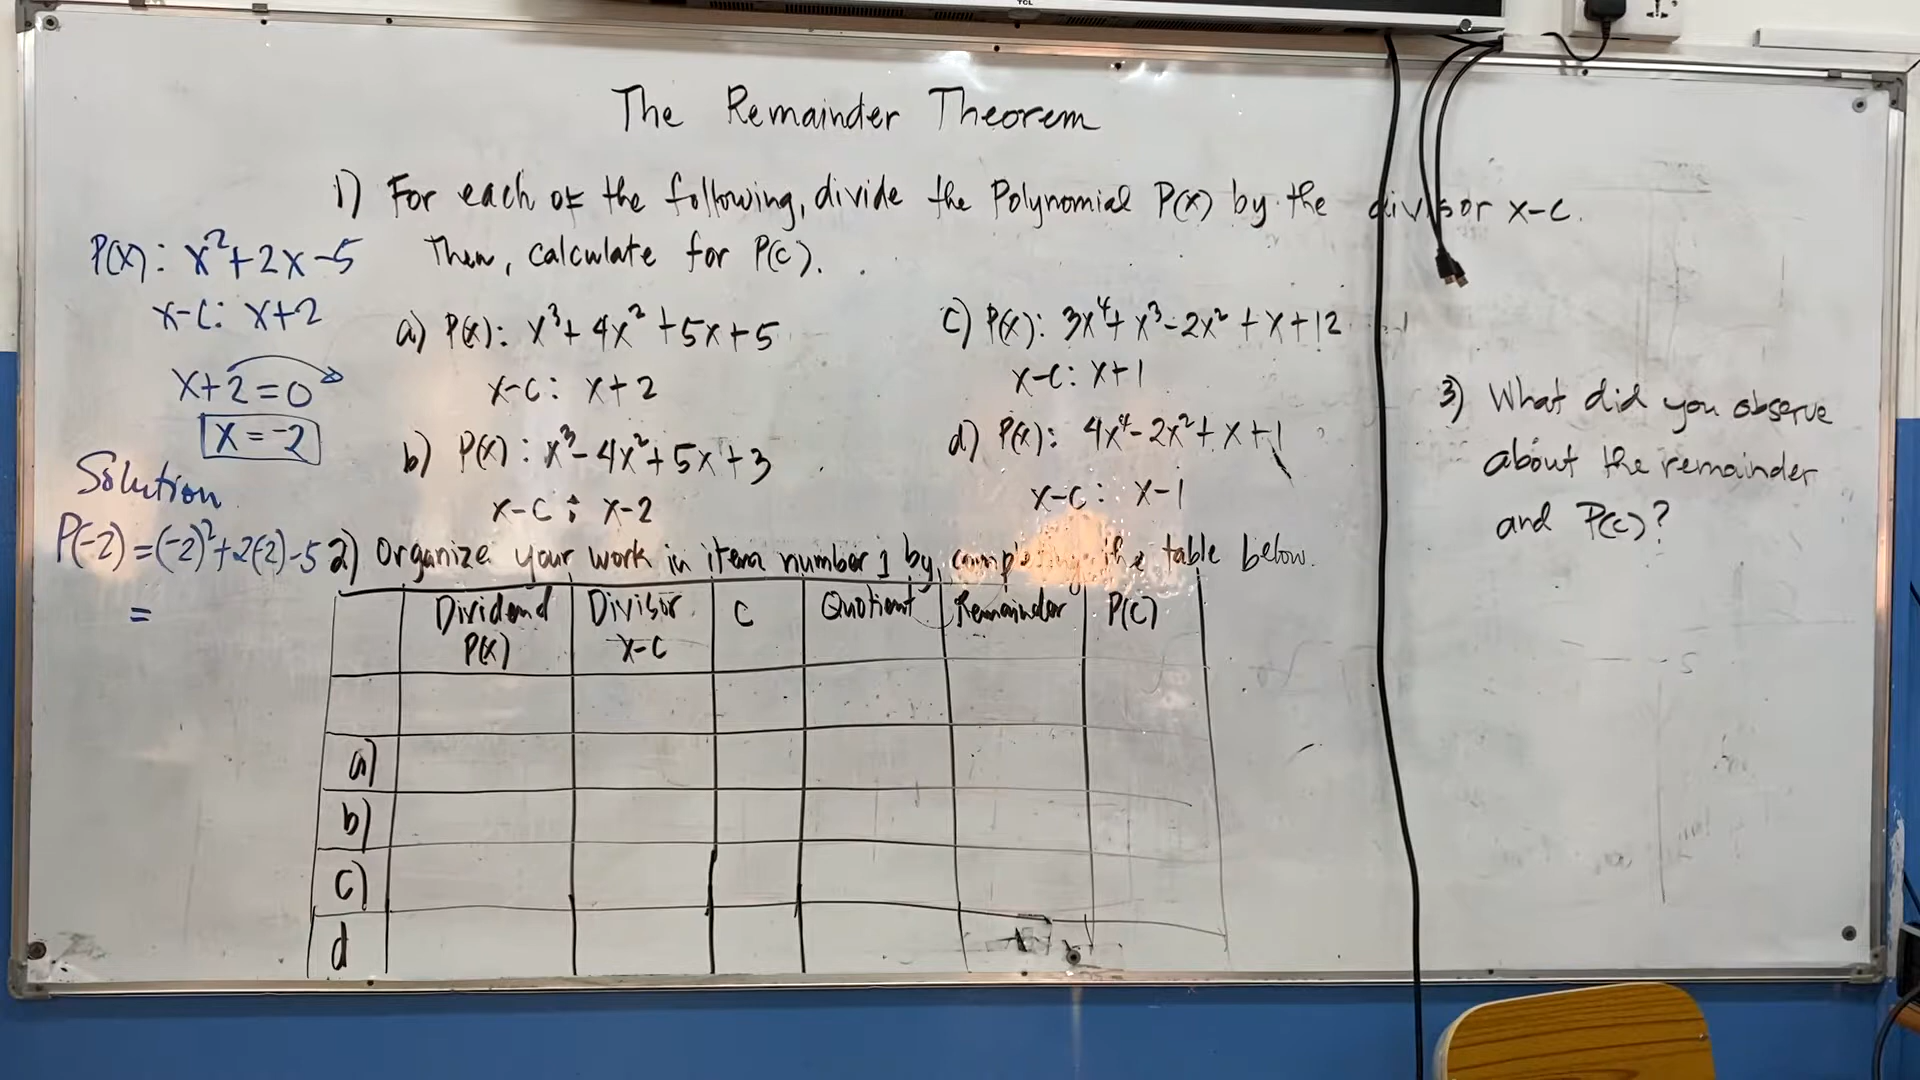 TCL
The Remainder Theorem
1) For each of the following, divide the Polynomial P(x) by the divisor x-c.
Then, calculate for P(c).
P(x): x²+2x-5
x-c: x+2
x+2=0
x=-2
Solution
P(-2)=(-2)²+2(-2)-5
=
a) P(x): x³+4x²+5x+5
x-c: x+2
b) P(x): x³-4x²+5x+3
x-c: x-2
c) P(x): 3x⁴+x³-2x²+x+12
x-c: x+1
d) P(x): 4x⁴-2x²+x+1
x-c: x-1
2) Organize your work in item number 1 by completing the table below.
Dividend Divisor C Quotient Remainder P(C)
P(x) x-c
a)
b)
c)
d
3) What did you observe
about the remainder
and P(c)?